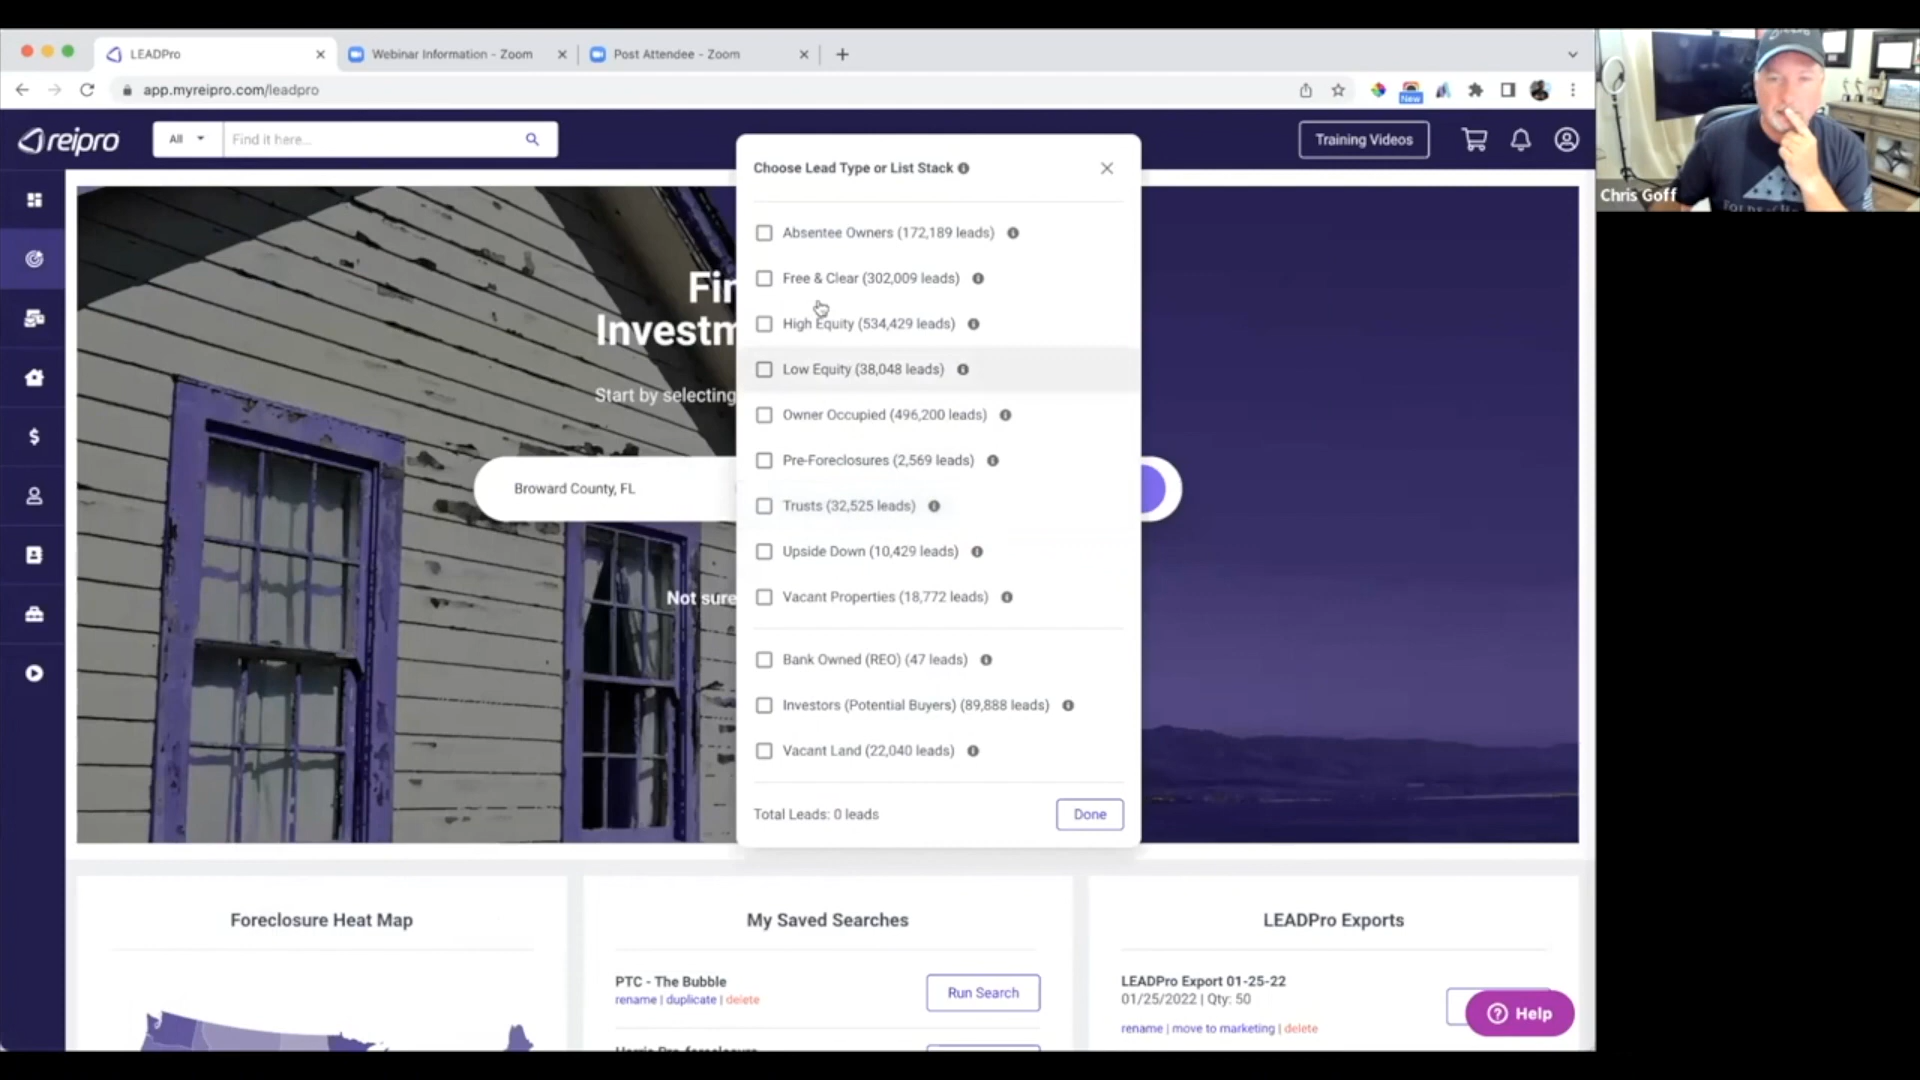 LEADPro
Webinar Information - Zoom
Post Attendee - Zoom
app.myreipro.com/leadpro
New
reipro
All
Find it here...
Training Videos
Chris Goff
Choose Lead Type or List Stack
Absentee Owners (172,189 leads)
Free & Clear (302,009 leads)
High Equity (534,429 leads)
Low Equity (38,048 leads)
Owner Occupied (496,200 leads)
Pre-Foreclosures (2,569 leads)
Trusts (32,525 leads)
Upside Down (10,429 leads)
Vacant Properties (18,772 leads)
Bank Owned (REO) (47 leads)
Investors (Potential Buyers) (89,888 leads)
Vacant Land (22,040 leads)
Total Leads: 0 leads
Done
Fin
Investm
Start by selecting
Broward County, FL
Not sure
Foreclosure Heat Map
My Saved Searches
PTC - The Bubble
rename | duplicate | delete
Run Search
LEADPro Exports
LEADPro Export 01-25-22
01/25/2022 | Qty: 50
rename | move to marketing | delete
Help